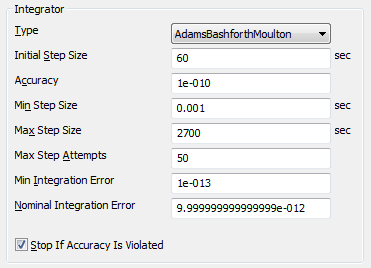 Integrator
Type AdamsBashforthMoulton
Initial Step Size 60 sec
Accuracy 1e-010
Min Step Size 0.001 sec
Max Step Size 2700 sec
Max Step Attempts 50
Min Integration Error 1e-013
Nominal Integration Error 9.999999999999999e-012
Stop If Accuracy Is Violated